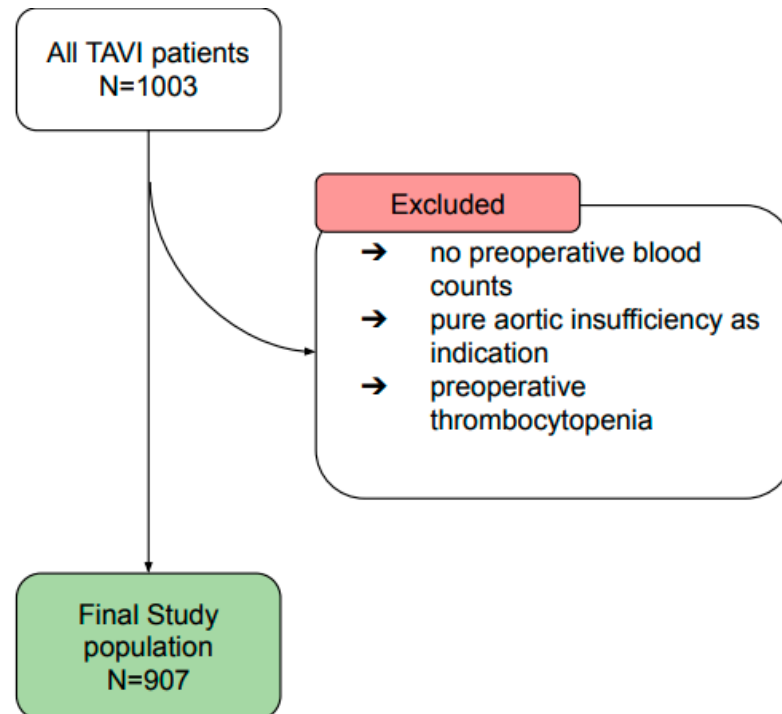 All TAVI patients
N=1003
Excluded
➔ no preoperative blood
counts
➔ pure aortic insufficiency as
indication
➔ preoperative
thrombocytopenia
Final Study
population
N=907